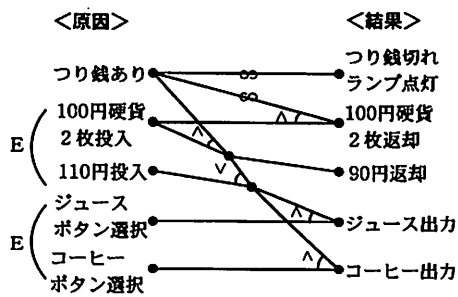 <原因>
<結果>
つり銭あり
つり銭切れ
ランプ点灯
E
100円硬貨
2枚投入
100円硬貨
2枚返却
110円投入
90円返却
E
ジュース
ボタン選択
ジュース出力
コーヒー
ボタン選択
コーヒー出力
∽
∽
∧
∧
∨
∧
∧